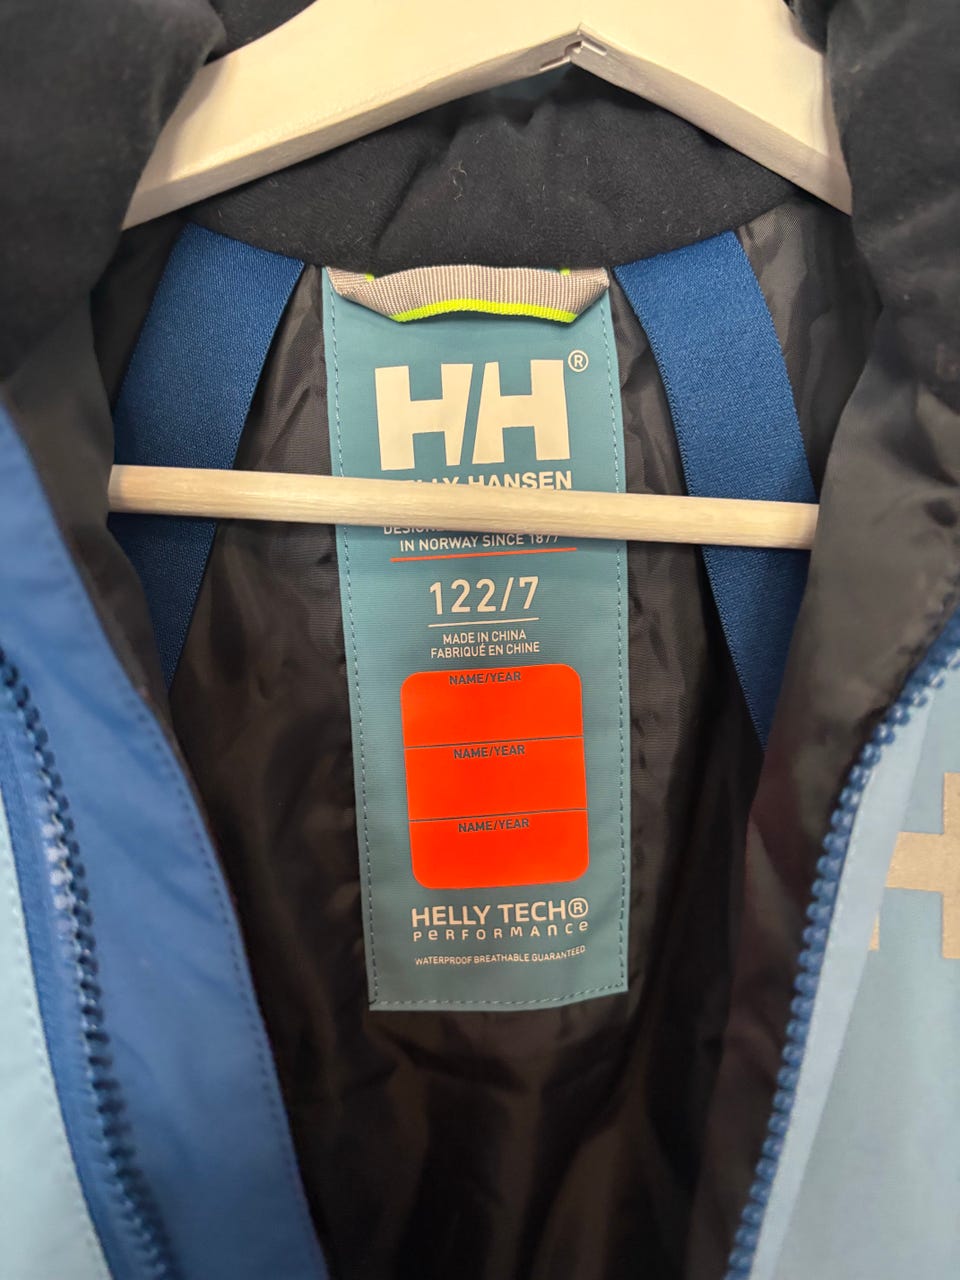 HH®
HANSEN
IN NORWAY SINCE 1877
122/7
MADE IN CHINA
FABRIQUÉ EN CHINE
NAME/YEAR
NAME/YEAR
NAME/YEAR
HELLY TECH®
PERFORMANCE
WATERPROOF BREATHABLE GUARANTEED